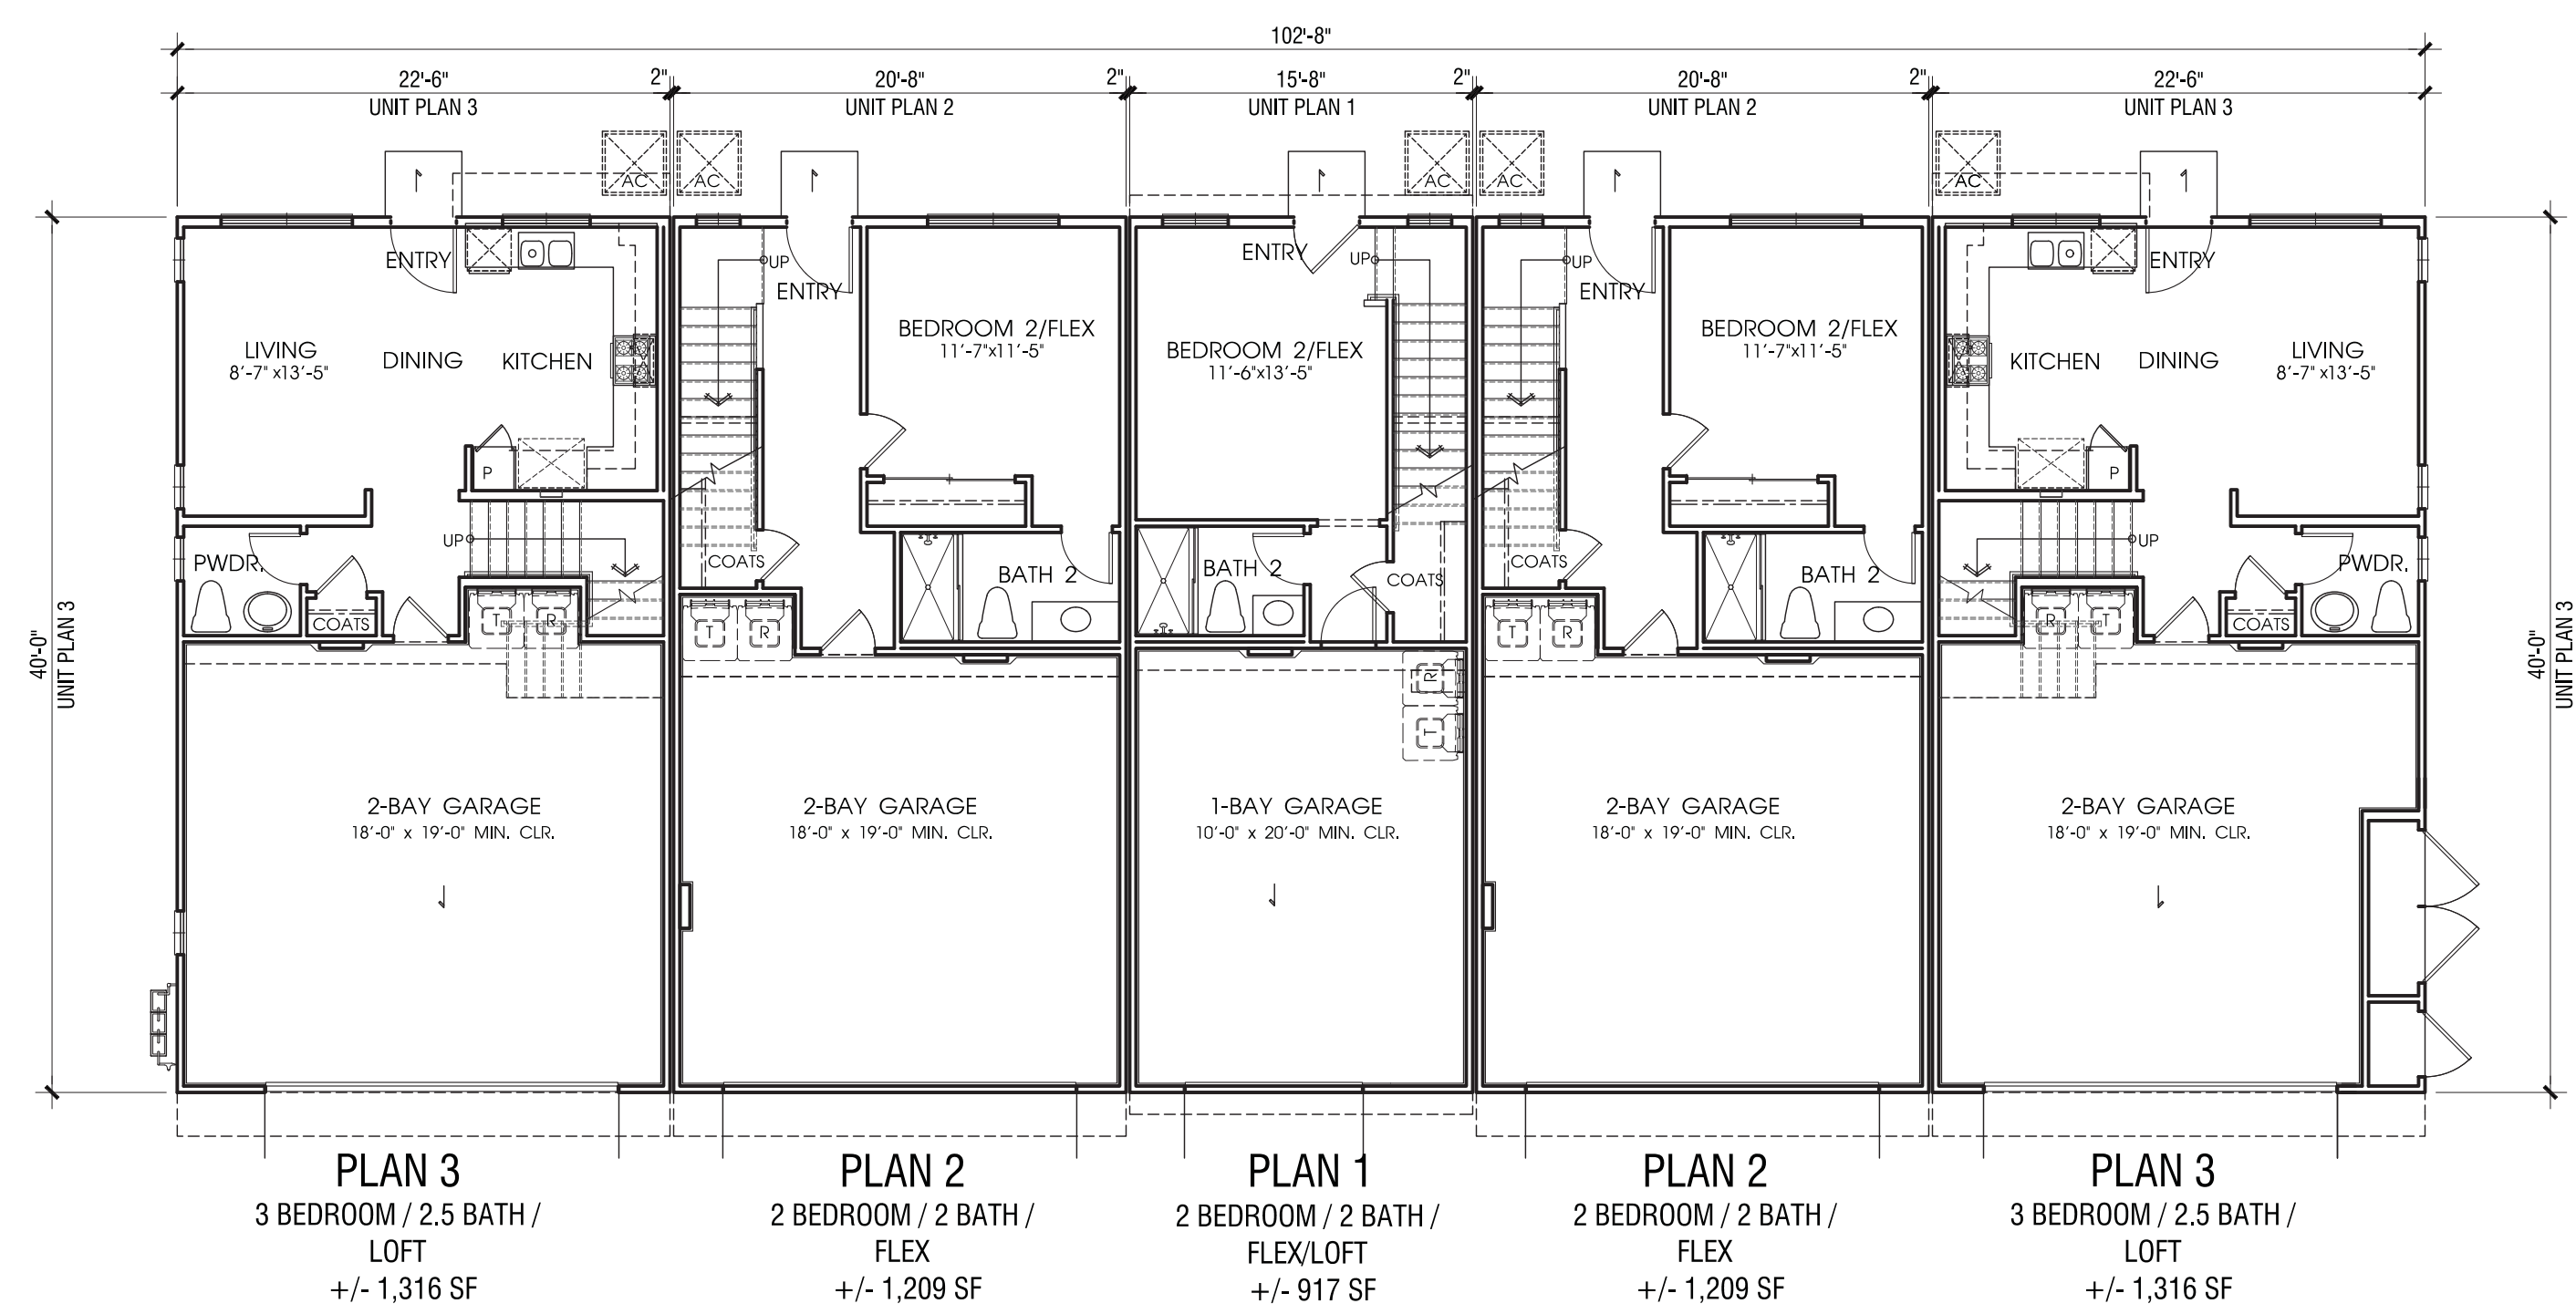 102'-8"
22'-6" 2" 20'-8" 2" 15'-8" 2" 20'-8" 2" 22'-6"
UNIT PLAN 3 UNIT PLAN 2 UNIT PLAN 1 UNIT PLAN 2 UNIT PLAN 3
AC AC AC AC AC
ENTRY UP ENTRY ENTRY UP UP ENTRY ENTRY
LIVING
8'-7" x13'-5"
DINING KITCHEN
P
UP
PWDR.
COATS
T R
BEDROOM 2/FLEX
11'-7"x11'-5"
COATS
BATH 2
T R
BEDROOM 2/FLEX
11'-6"x13'-5"
BATH 2
COATS
R
T
BEDROOM 2/FLEX
11'-7"x11'-5"
COATS
BATH 2
T R
KITCHEN DINING
LIVING
8'-7" x13'-5"
P
UP
PWDR.
COATS
R T
40'-0"
UNIT PLAN 3
40'-0"
UNIT PLAN 3
2-BAY GARAGE
18'-0" x 19'-0" MIN. CLR.
2-BAY GARAGE
18'-0" x 19'-0" MIN. CLR.
1-BAY GARAGE
10'-0" x 20'-0" MIN. CLR.
2-BAY GARAGE
18'-0" x 19'-0" MIN. CLR.
2-BAY GARAGE
18'-0" x 19'-0" MIN. CLR.
PLAN 3
3 BEDROOM / 2.5 BATH /
LOFT
+/- 1,316 SF
PLAN 2
2 BEDROOM / 2 BATH /
FLEX
+/- 1,209 SF
PLAN 1
2 BEDROOM / 2 BATH /
FLEX/LOFT
+/- 917 SF
PLAN 2
2 BEDROOM / 2 BATH /
FLEX
+/- 1,209 SF
PLAN 3
3 BEDROOM / 2.5 BATH /
LOFT
+/- 1,316 SF